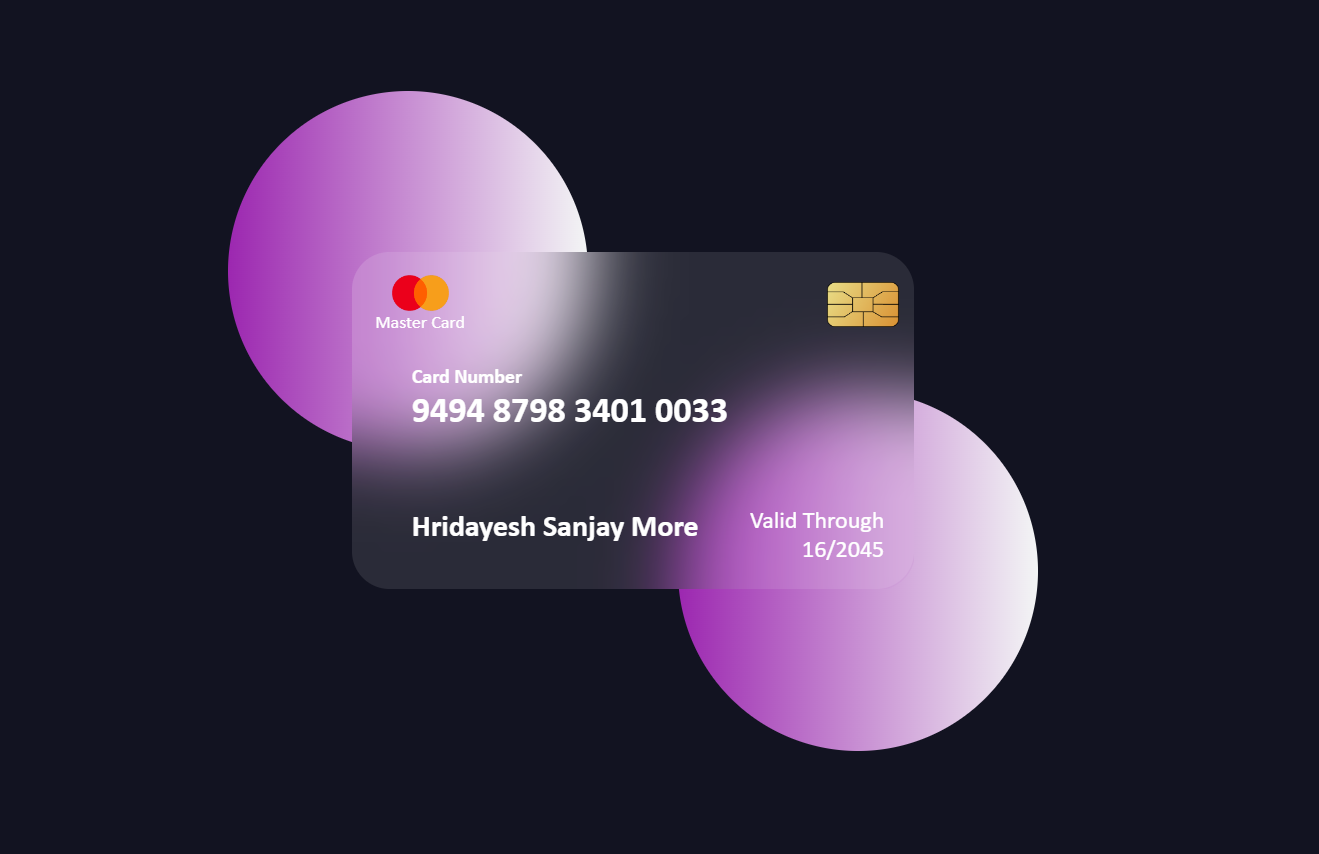 Master Card
Card Number
9494 8798 3401 0033
Hridayesh Sanjay More
Valid Through
16/2045